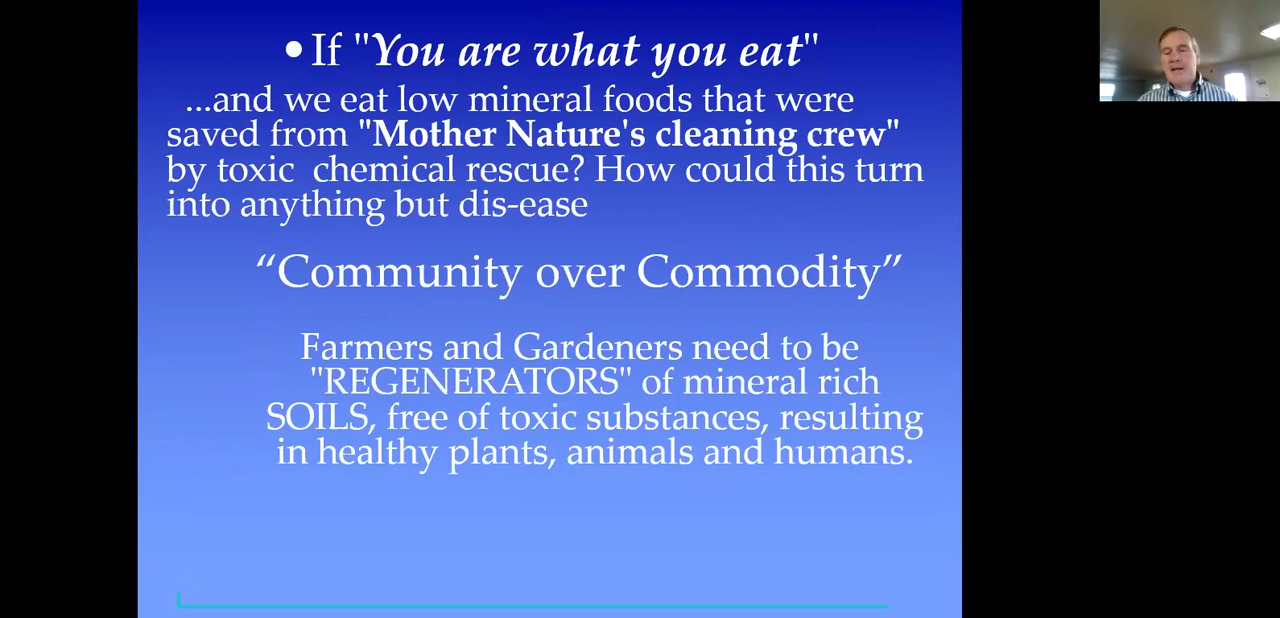 •If "You are what you eat"
...and we eat low mineral foods that were
saved from "Mother Nature's cleaning crew"
by toxic  chemical rescue? How could this turn
into anything but dis-ease
“Community over Commodity”
Farmers and Gardeners need to be
"REGENERATORS" of mineral rich
SOILS, free of toxic substances, resulting
in healthy plants, animals and humans.